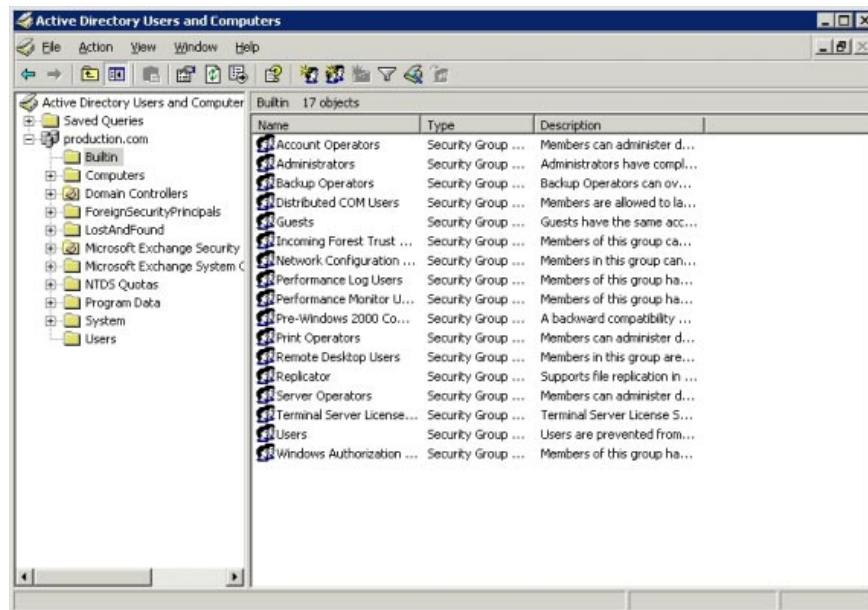 Active Directory Users and Computers
File Action View Window Help
Active Directory Users and Computer
Saved Queries
production.com
Builtin
Computers
Domain Controllers
ForeignSecurityPrincipals
LostAndFound
Microsoft Exchange Security
Microsoft Exchange System C
NTDS Quotas
Program Data
System
Users
Builtin 17 objects
Name Type Description
Account Operators Security Group ... Members can administer d...
Administrators Security Group ... Administrators have compl...
Backup Operators Security Group ... Backup Operators can ov...
Distributed COM Users Security Group ... Members are allowed to la...
Guests Security Group ... Guests have the same acc...
Incoming Forest Trust ... Security Group ... Members of this group ca...
Network Configuration ... Security Group ... Members in this group can...
Performance Log Users Security Group ... Members of this group ha...
Performance Monitor U... Security Group ... Members of this group ha...
Pre-Windows 2000 Co... Security Group ... A backward compatibility ...
Print Operators Security Group ... Members can administer d...
Remote Desktop Users Security Group ... Members in this group are...
Replicator Security Group ... Supports file replication in ...
Server Operators Security Group ... Members can administer d...
Terminal Server License... Security Group ... Terminal Server License S...
Users Security Group ... Users are prevented from...
Windows Authorization ... Security Group ... Members of this group ha...